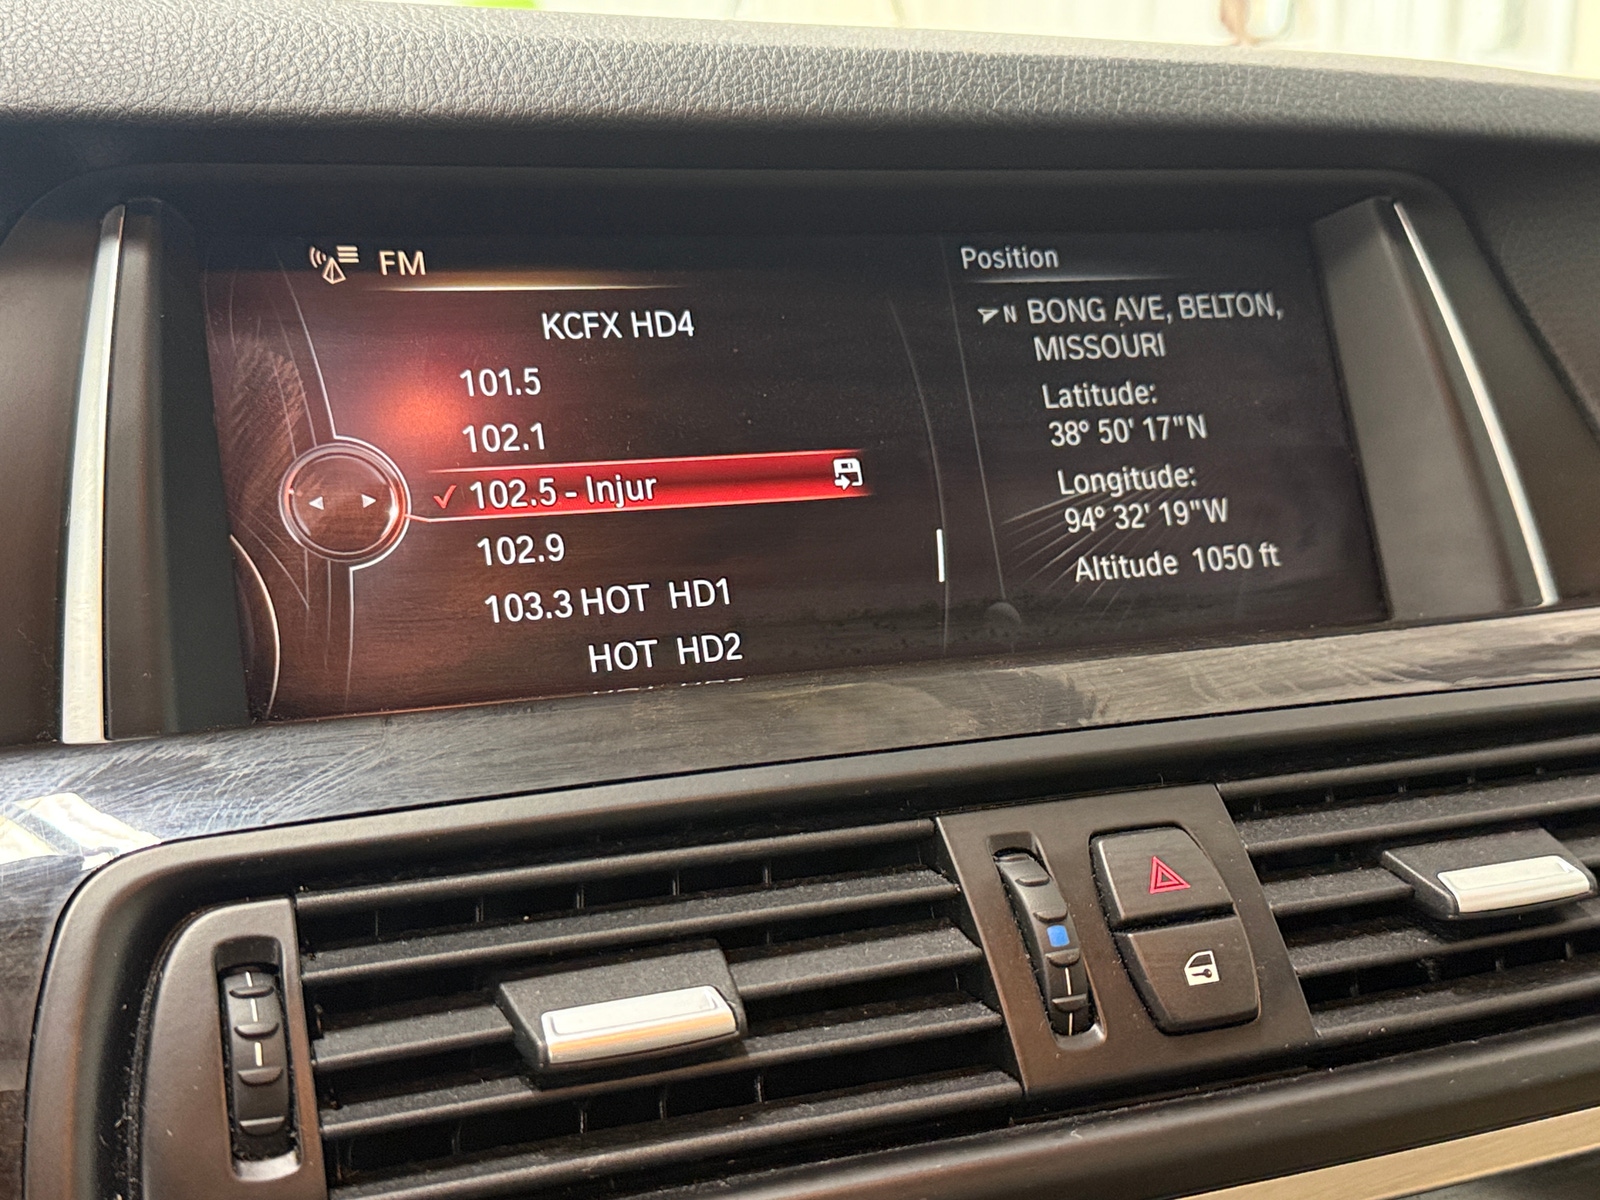 FM
KCFX HD4
101.5
102.1
102.5 - Injur
102.9
103.3 HOT HD1
HOT HD2
Position
N BONG AVE, BELTON,
MISSOURI
Latitude:
38° 50' 17"N
Longitude:
94° 32' 19"W
Altitude 1050 ft